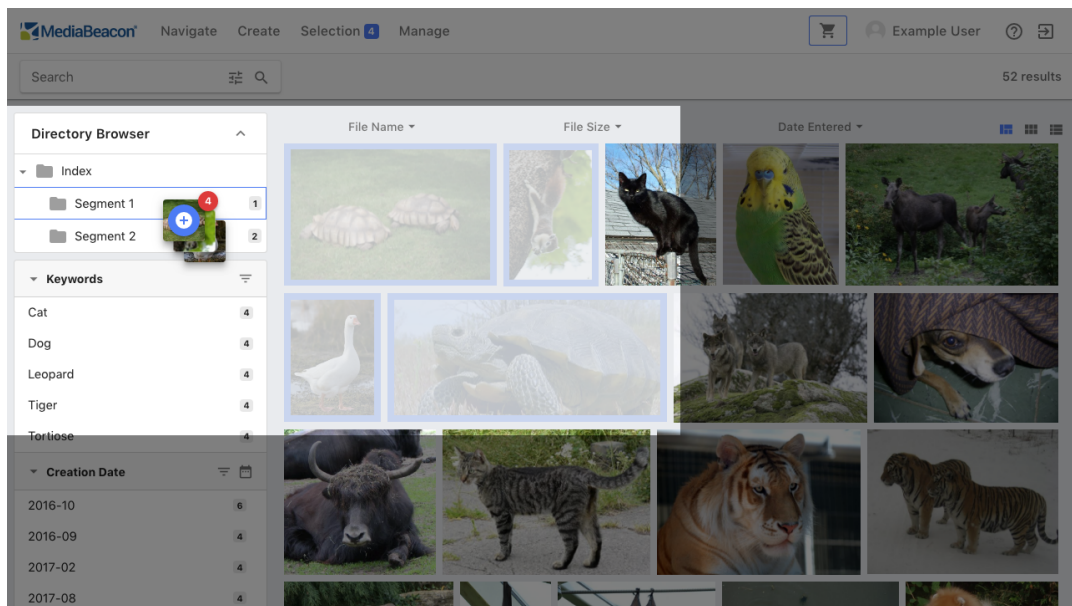 MediaBeacon Navigate Create Selection 4 Manage Example User
Search 52 results
Directory Browser
File Name File Size Date Entered
Index
Segment 1 1
4
Segment 2 2
Keywords
Cat 4
Dog 4
Leopard 4
Tiger 4
Tortiose 4
Creation Date
2016-10 6
2016-09 4
2017-02 4
2017-08 4